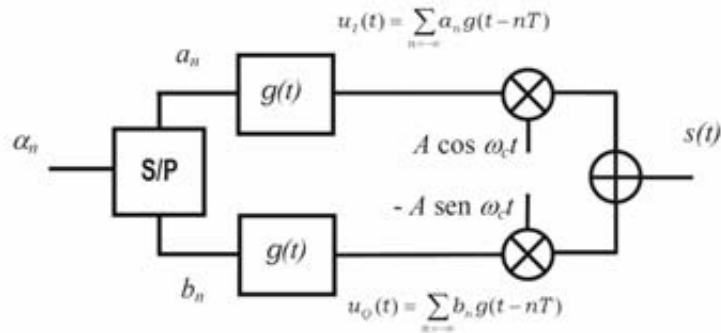 u_I(t) = ∑_{n=-∞} a_n g(t-nT)
a_n
g(t)
α_n
S/P
A cos ω_c t
s(t)
- A sen ω_c t
g(t)
b_n
u_Q(t) = ∑_{n=-∞} b_n g(t-nT)